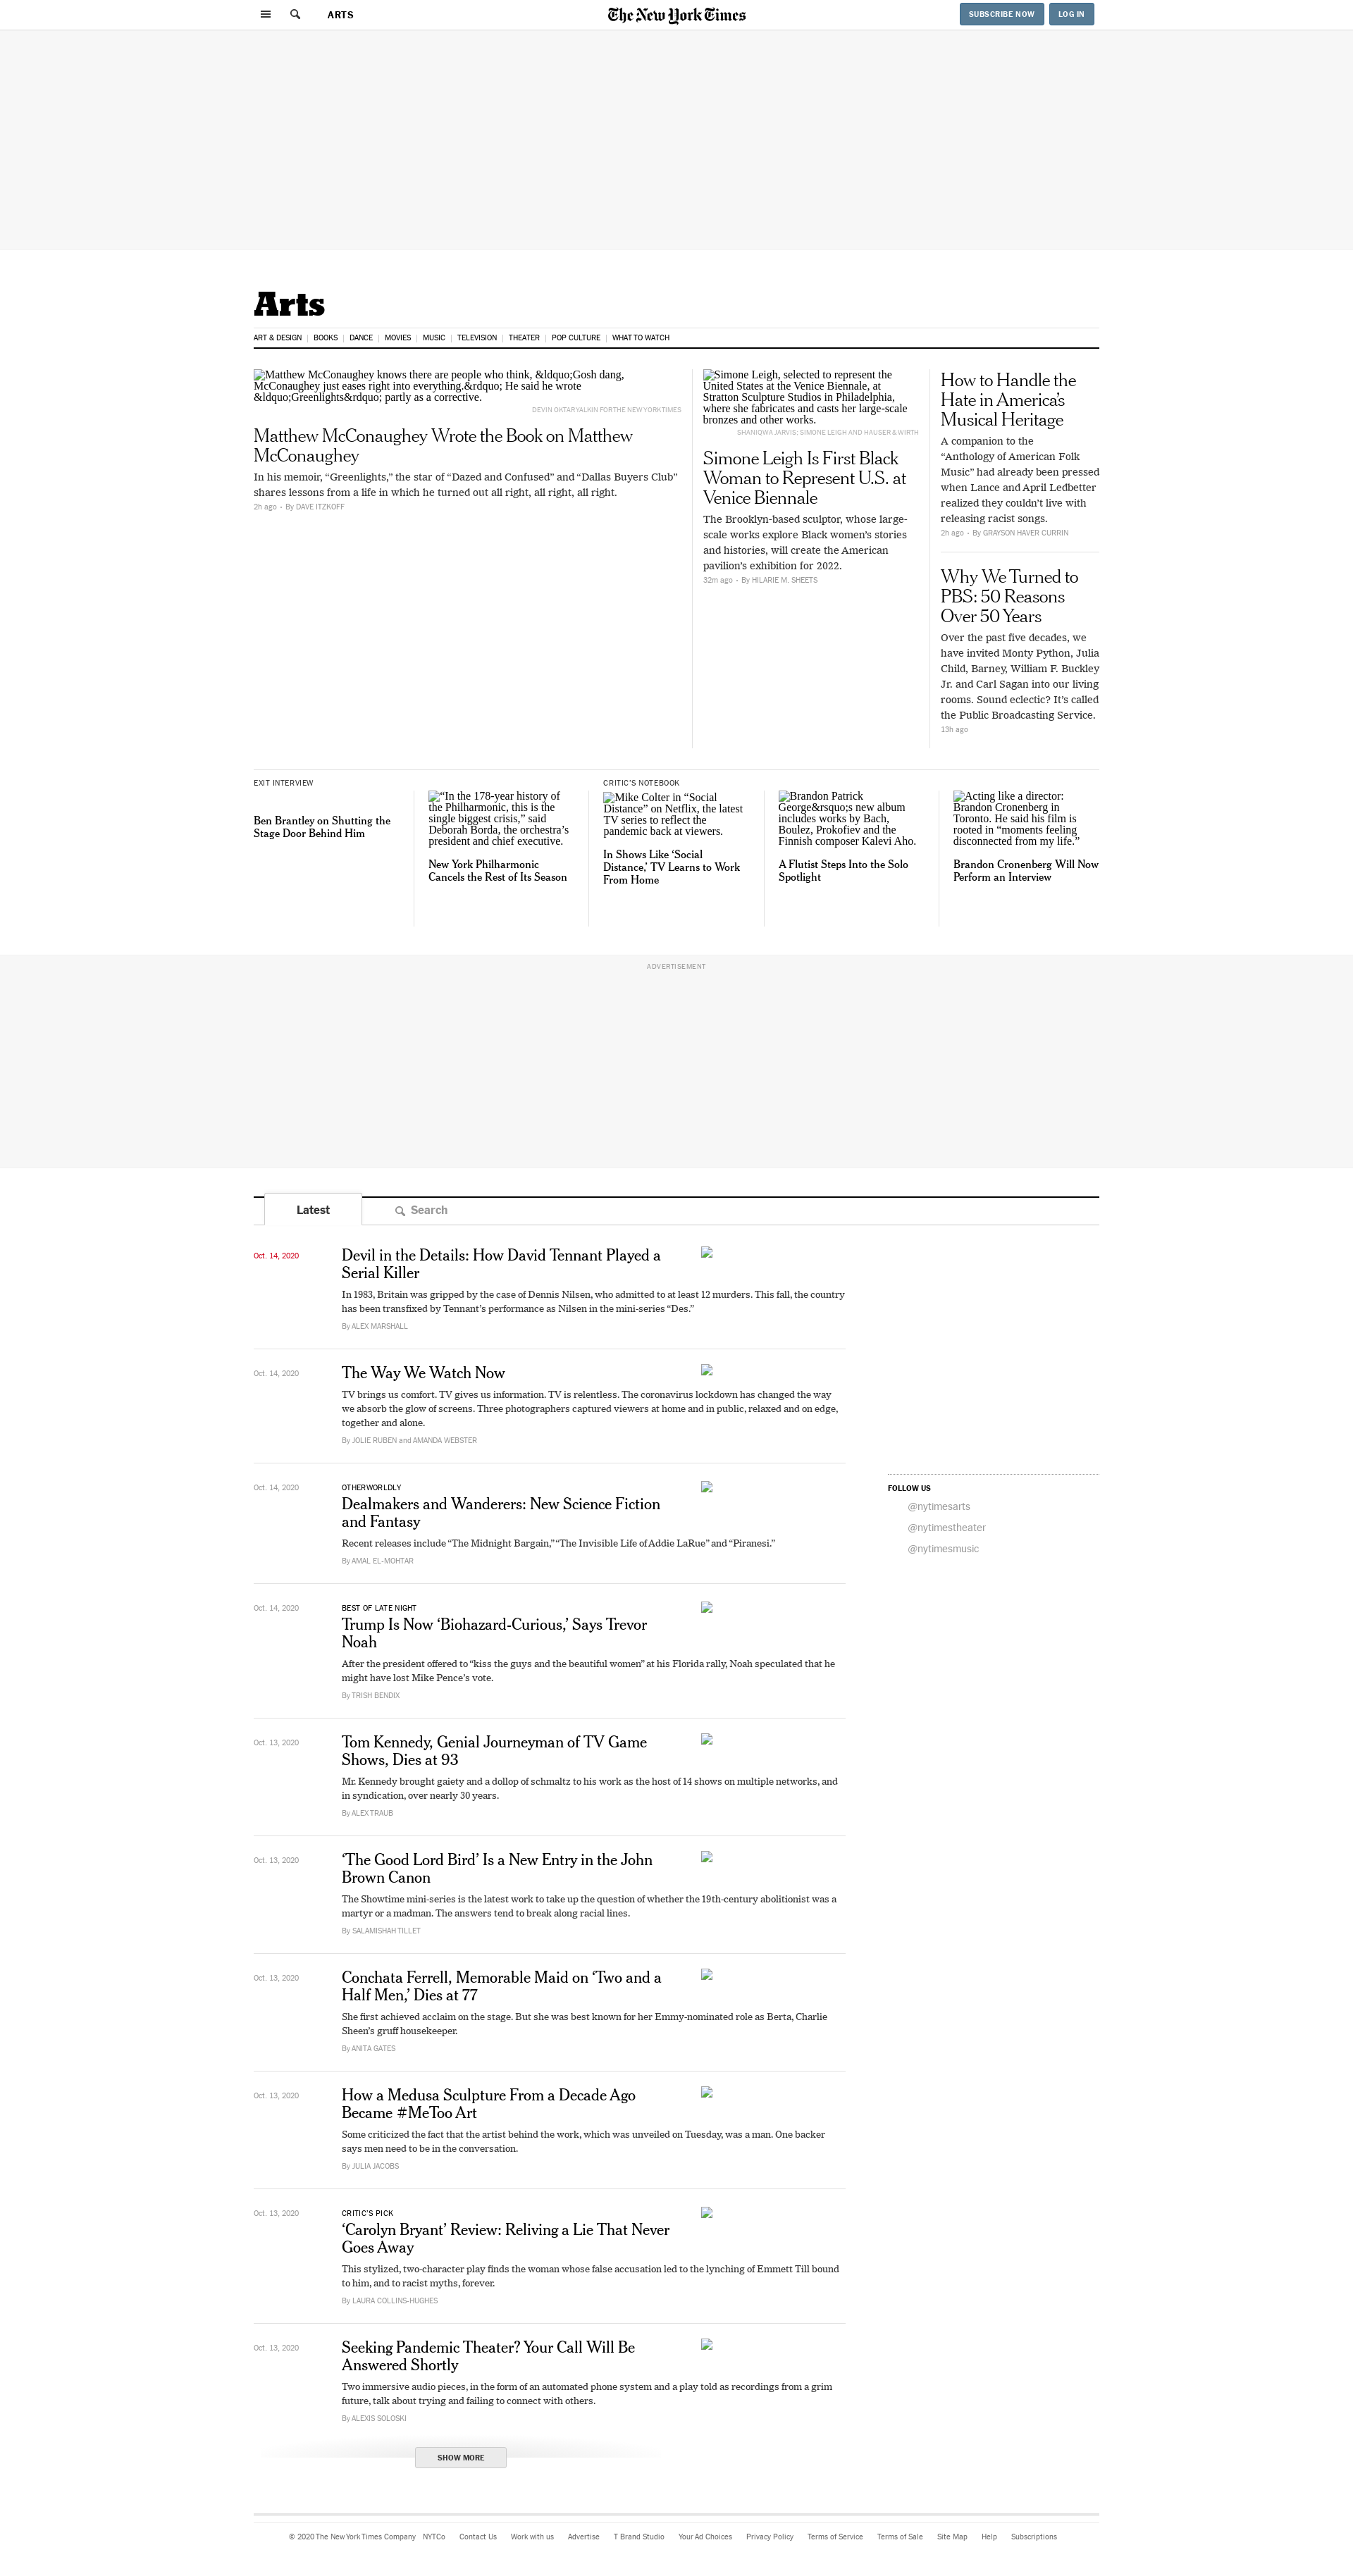 ARTS
The New York Times
SUBSCRIBE NOW
LOG IN
Arts
ART & DESIGN | BOOKS | DANCE | MOVIES | MUSIC | TELEVISION | THEATER | POP CULTURE | WHAT TO WATCH
Matthew McConaughey knows there are people who think, &ldquo;Gosh dang,
McConaughey just eases right into everything.&rdquo; He said he wrote
&ldquo;Greenlights&rdquo; partly as a corrective.
DEVIN OKTAR YALKIN FOR THE NEW YORK TIMES
Matthew McConaughey Wrote the Book on Matthew
McConaughey
In his memoir, “Greenlights,” the star of “Dazed and Confused” and “Dallas Buyers Club”
shares lessons from a life in which he turned out all right, all right, all right.
2h ago - By DAVE ITZKOFF
Simone Leigh, selected to represent the
United States at the Venice Biennale, at
Stratton Sculpture Studios in Philadelphia,
where she fabricates and casts her large-scale
bronzes and other works.
SHANIQWA JARVIS; SIMONE LEIGH AND HAUSER & WIRTH
Simone Leigh Is First Black
Woman to Represent U.S. at
Venice Biennale
The Brooklyn-based sculptor, whose large-
scale works explore Black women’s stories
and histories, will create the American
pavilion’s exhibition for 2022.
32m ago - By HILARIE M. SHEETS
How to Handle the
Hate in America’s
Musical Heritage
A companion to the
“Anthology of American Folk
Music” had already been pressed
when Lance and April Ledbetter
realized they couldn’t live with
releasing racist songs.
2h ago - By GRAYSON HAVER CURRIN
Why We Turned to
PBS: 50 Reasons
Over 50 Years
Over the past five decades, we
have invited Monty Python, Julia
Child, Barney, William F. Buckley
Jr. and Carl Sagan into our living
rooms. Sound eclectic? It’s called
the Public Broadcasting Service.
13h ago
EXIT INTERVIEW
Ben Brantley on Shutting the
Stage Door Behind Him
“In the 178-year history of
the Philharmonic, this is the
single biggest crisis,” said
Deborah Borda, the orchestra’s
president and chief executive.
New York Philharmonic
Cancels the Rest of Its Season
CRITIC’S NOTEBOOK
Mike Colter in “Social
Distance” on Netflix, the latest
TV series to reflect the
pandemic back at viewers.
In Shows Like ‘Social
Distance,’ TV Learns to Work
From Home
Brandon Patrick
George&rsquo;s new album
includes works by Bach,
Boulez, Prokofiev and the
Finnish composer Kalevi Aho.
A Flutist Steps Into the Solo
Spotlight
Acting like a director:
Brandon Cronenberg in
Toronto. He said his film is
rooted in “moments feeling
disconnected from my life.”
Brandon Cronenberg Will Now
Perform an Interview
ADVERTISEMENT
Latest
Search
Oct. 14, 2020
Devil in the Details: How David Tennant Played a
Serial Killer
In 1983, Britain was gripped by the case of Dennis Nilsen, who admitted to at least 12 murders. This fall, the country
has been transfixed by Tennant’s performance as Nilsen in the mini-series “Des.”
By ALEX MARSHALL
Oct. 14, 2020
The Way We Watch Now
TV brings us comfort. TV gives us information. TV is relentless. The coronavirus lockdown has changed the way
we absorb the glow of screens. Three photographers captured viewers at home and in public, relaxed and on edge,
together and alone.
By JOLIE RUBEN and AMANDA WEBSTER
Oct. 14, 2020
OTHERWORLDLY
Dealmakers and Wanderers: New Science Fiction
and Fantasy
Recent releases include “The Midnight Bargain,” “The Invisible Life of Addie LaRue” and “Piranesi.”
By AMAL EL-MOHTAR
FOLLOW US
@nytimesarts
@nytimestheater
@nytimesmusic
Oct. 14, 2020
BEST OF LATE NIGHT
Trump Is Now ‘Biohazard-Curious,’ Says Trevor
Noah
After the president offered to “kiss the guys and the beautiful women” at his Florida rally, Noah speculated that he
might have lost Mike Pence’s vote.
By TRISH BENDIX
Oct. 13, 2020
Tom Kennedy, Genial Journeyman of TV Game
Shows, Dies at 93
Mr. Kennedy brought gaiety and a dollop of schmaltz to his work as the host of 14 shows on multiple networks, and
in syndication, over nearly 30 years.
By ALEX TRAUB
Oct. 13, 2020
‘The Good Lord Bird’ Is a New Entry in the John
Brown Canon
The Showtime mini-series is the latest work to take up the question of whether the 19th-century abolitionist was a
martyr or a madman. The answers tend to break along racial lines.
By SALAMISHAH TILLET
Oct. 13, 2020
Conchata Ferrell, Memorable Maid on ‘Two and a
Half Men,’ Dies at 77
She first achieved acclaim on the stage. But she was best known for her Emmy-nominated role as Berta, Charlie
Sheen’s gruff housekeeper.
By ANITA GATES
Oct. 13, 2020
How a Medusa Sculpture From a Decade Ago
Became #MeToo Art
Some criticized the fact that the artist behind the work, which was unveiled on Tuesday, was a man. One backer
says men need to be in the conversation.
By JULIA JACOBS
Oct. 13, 2020
CRITIC’S PICK
‘Carolyn Bryant’ Review: Reliving a Lie That Never
Goes Away
This stylized, two-character play finds the woman whose false accusation led to the lynching of Emmett Till bound
to him, and to racist myths, forever.
By LAURA COLLINS-HUGHES
Oct. 13, 2020
Seeking Pandemic Theater? Your Call Will Be
Answered Shortly
Two immersive audio pieces, in the form of an automated phone system and a play told as recordings from a grim
future, talk about trying and failing to connect with others.
By ALEXIS SOLOSKI
SHOW MORE
© 2020 The New York Times Company NYTCo Contact Us Work with us Advertise T Brand Studio Your Ad Choices Privacy Policy Terms of Service Terms of Sale Site Map Help Subscriptions